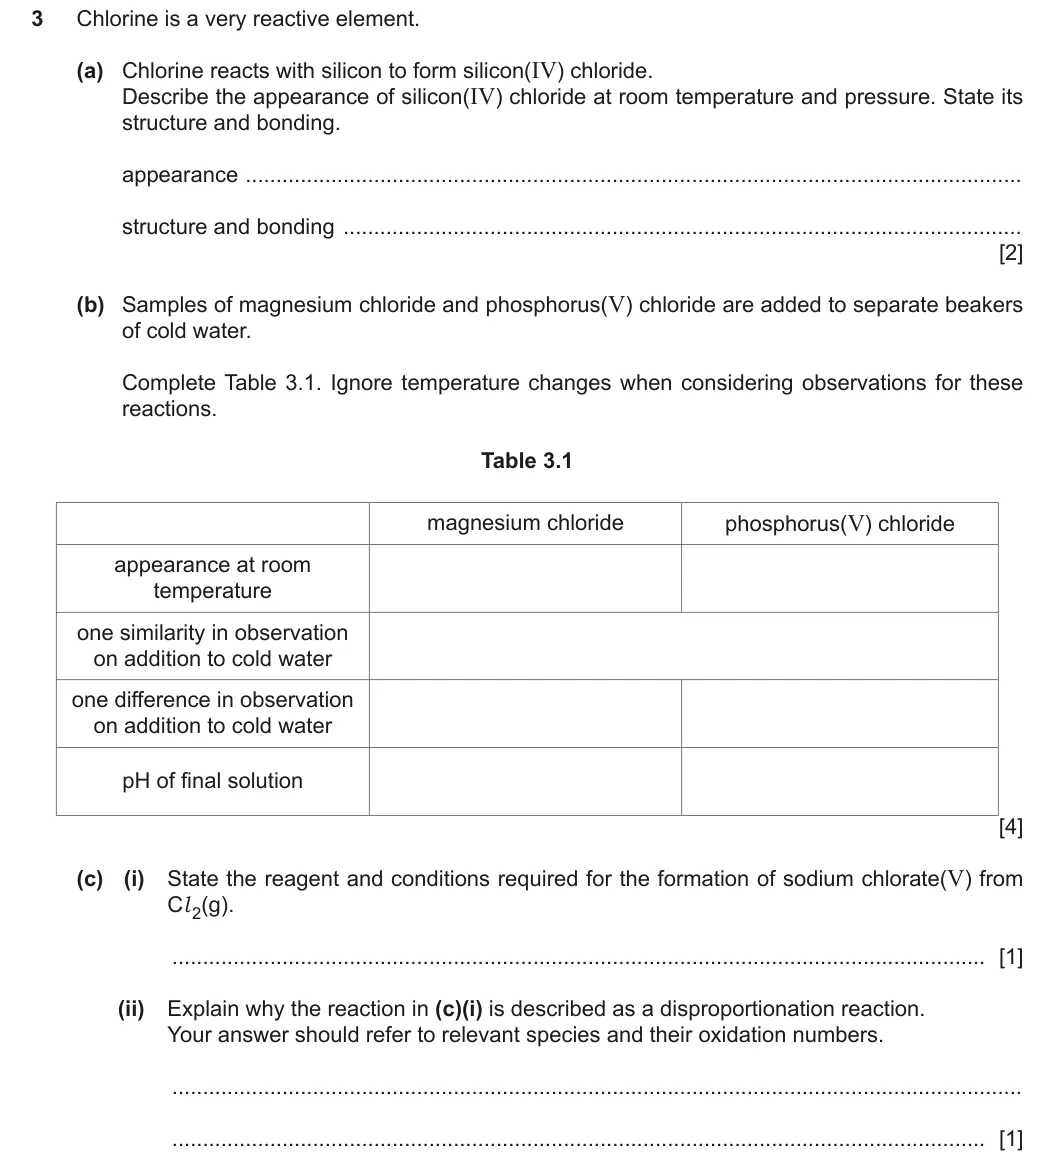 3 Chlorine is a very reactive element.
(a) Chlorine reacts with silicon to form silicon(IV) chloride.
Describe the appearance of silicon(IV) chloride at room temperature and pressure. State its
structure and bonding.
appearance ................................................................................................................................
structure and bonding ................................................................................................................
[2]
(b) Samples of magnesium chloride and phosphorus(V) chloride are added to separate beakers
of cold water.
Complete Table 3.1. Ignore temperature changes when considering observations for these
reactions.
Table 3.1
magnesium chloride phosphorus(V) chloride
appearance at room
temperature
one similarity in observation
on addition to cold water
one difference in observation
on addition to cold water
pH of final solution
[4]
(c) (i) State the reagent and conditions required for the formation of sodium chlorate(V) from
Cl₂(g).
...................................................................................................................................... [1]
(ii) Explain why the reaction in (c)(i) is described as a disproportionation reaction.
Your answer should refer to relevant species and their oxidation numbers.
............................................................................................................................................
...................................................................................................................................... [1]